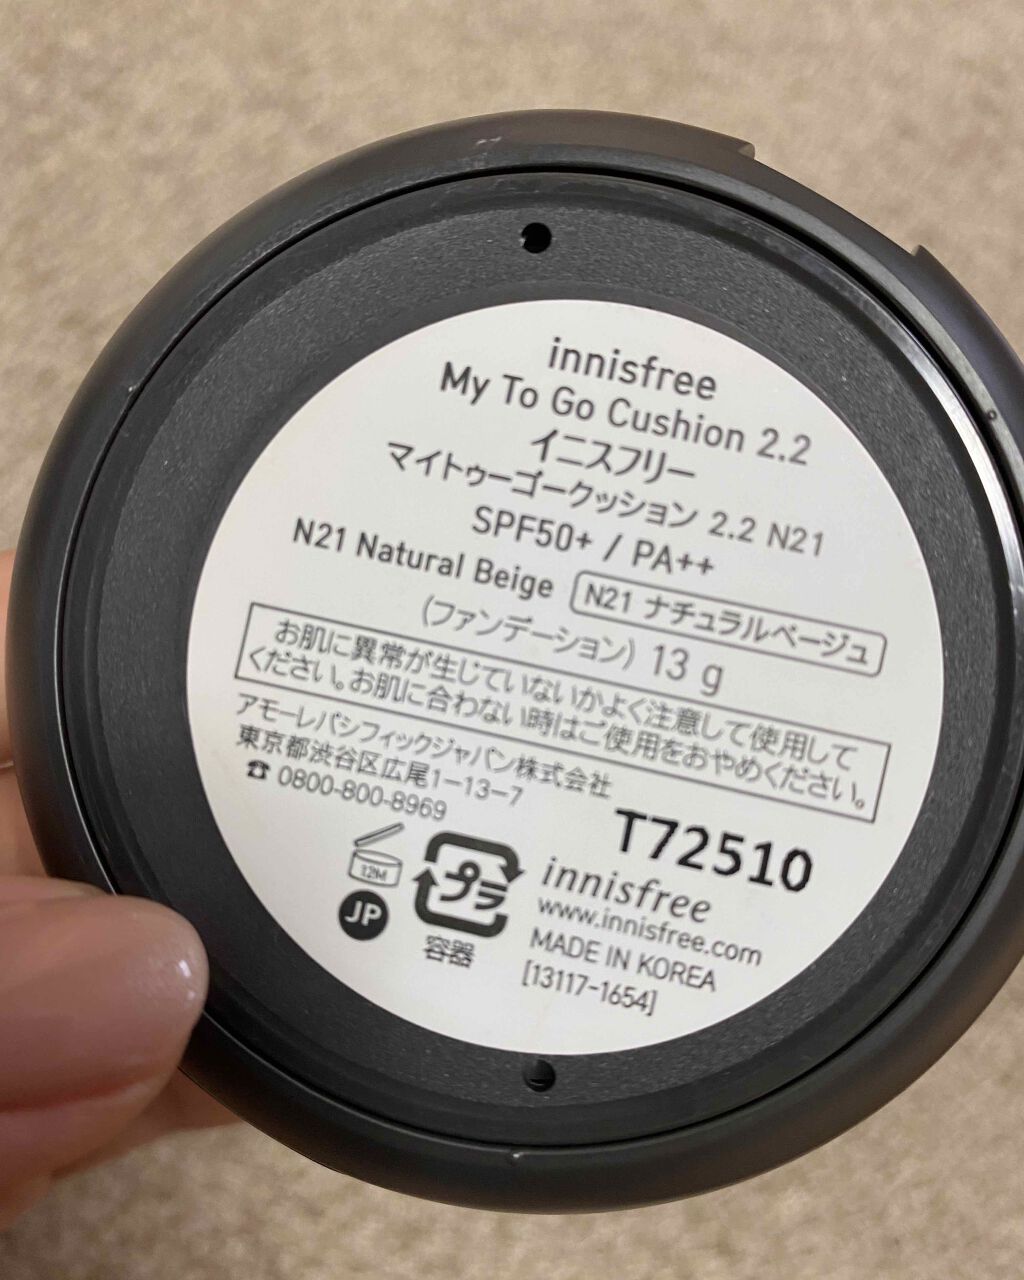 innisfree
My To Go Cushion 2.2
イニスフリー
マイトゥーゴークッション 2.2 N21
SPF50+ / PA++
N21 Natural Beige N21 ナチュラルベージュ
(ファンデーション) 13 g
お肌に異常が生じていないかよく注意して使用して
ください。お肌に合わない時はご使用をおやめください。
アモーレパシフィックジャパン株式会社
東京都渋谷区広尾1-13-7
☎ 0800-800-8969
T72510
12M
JP
プラ
容器
innisfree
www.innisfree.com
MADE IN KOREA
[13117-1654]